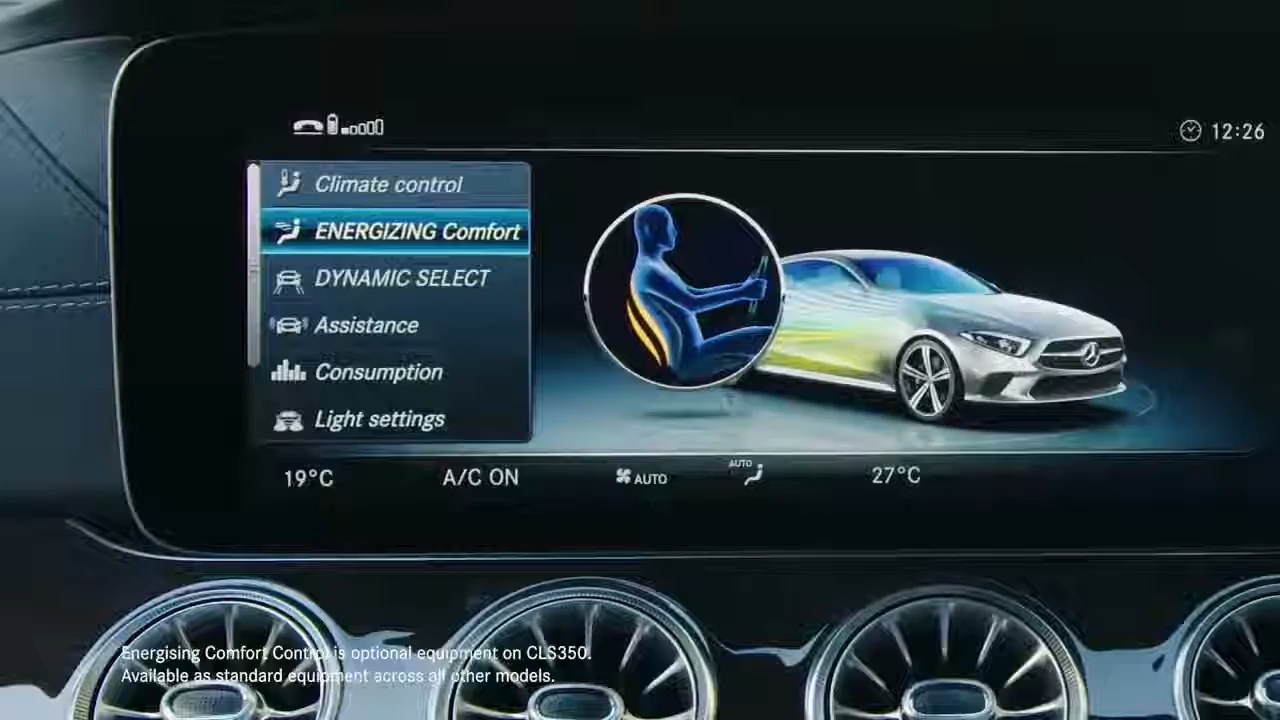 12:26
Climate control
ENERGIZING Comfort
DYNAMIC SELECT
Assistance
Consumption
Light settings
19°C A/C ON AUTO AUTO 27°C
Energising Comfort Control is optional equipment on CLS350.
Available as standard equipment across all other models.